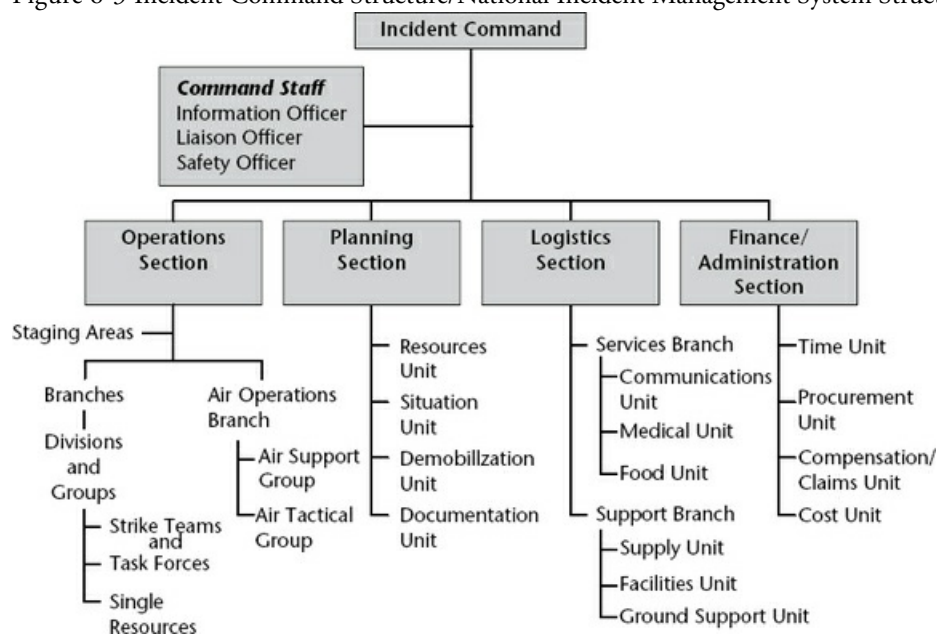 Figure 6-3 Incident Command Structure/National Incident Management System Struc
Incident Command
Command Staff
Information Officer
Liaison Officer
Safety Officer
Operations
Section
Planning
Section
Logistics
Section
Finance/
Administration
Section
Staging Areas
Branches
Divisions
and
Groups
Strike Teams
and
Task Forces
Single
Resources
Air Operations
Branch
Air Support
Group
Air Tactical
Group
Resources
Unit
Situation
Unit
Demobillzation
Unit
Documentation
Unit
Services Branch
Communications
Unit
Medical Unit
Food Unit
Support Branch
Supply Unit
Facilities Unit
Ground Support Unit
Time Unit
Procurement
Unit
Compensation/
Claims Unit
Cost Unit